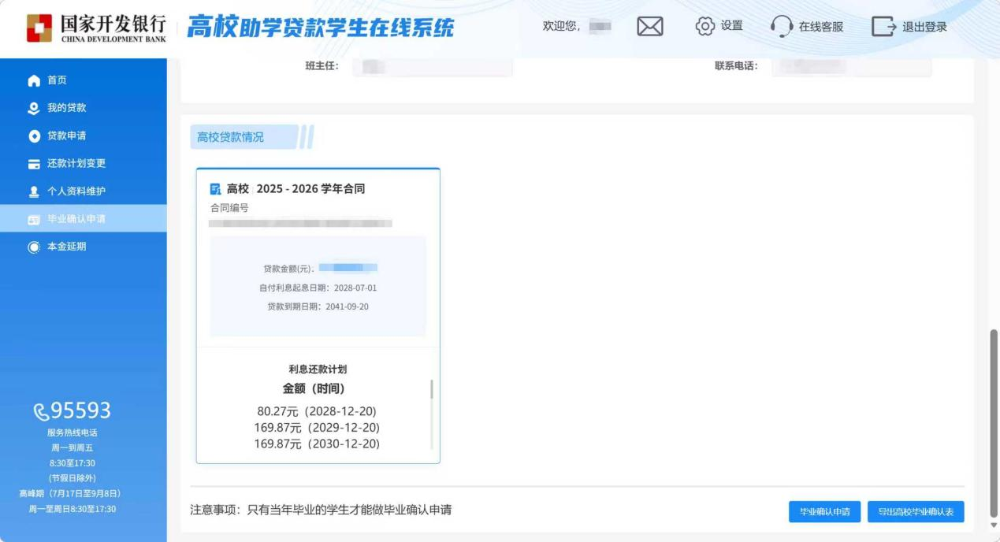 国家开发银行
CHINA DEVELOPMENT BANK
高校助学贷款学生在线系统
欢迎您，
设置
在线客服
退出登录
首页
我的贷款
贷款申请
还款计划变更
个人资料维护
毕业确认申请
本金延期
95593
服务热线电话
周一到周五
8:30至17:30
(节假日除外)
高峰期（7月17日至9月8日）
周一至周日8:30至17:30
班主任：
联系电话：
高校贷款情况
高校 2025 - 2026 学年合同
合同编号
贷款金额(元)：
自付利息起息日期：2028-07-01
贷款到期日期：2041-09-20
利息还款计划
金额（时间）
80.27元（2028-12-20）
169.87元（2029-12-20）
169.87元（2030-12-20）
注意事项：只有当年毕业的学生才能做毕业确认申请
毕业确认申请
导出高校毕业确认表